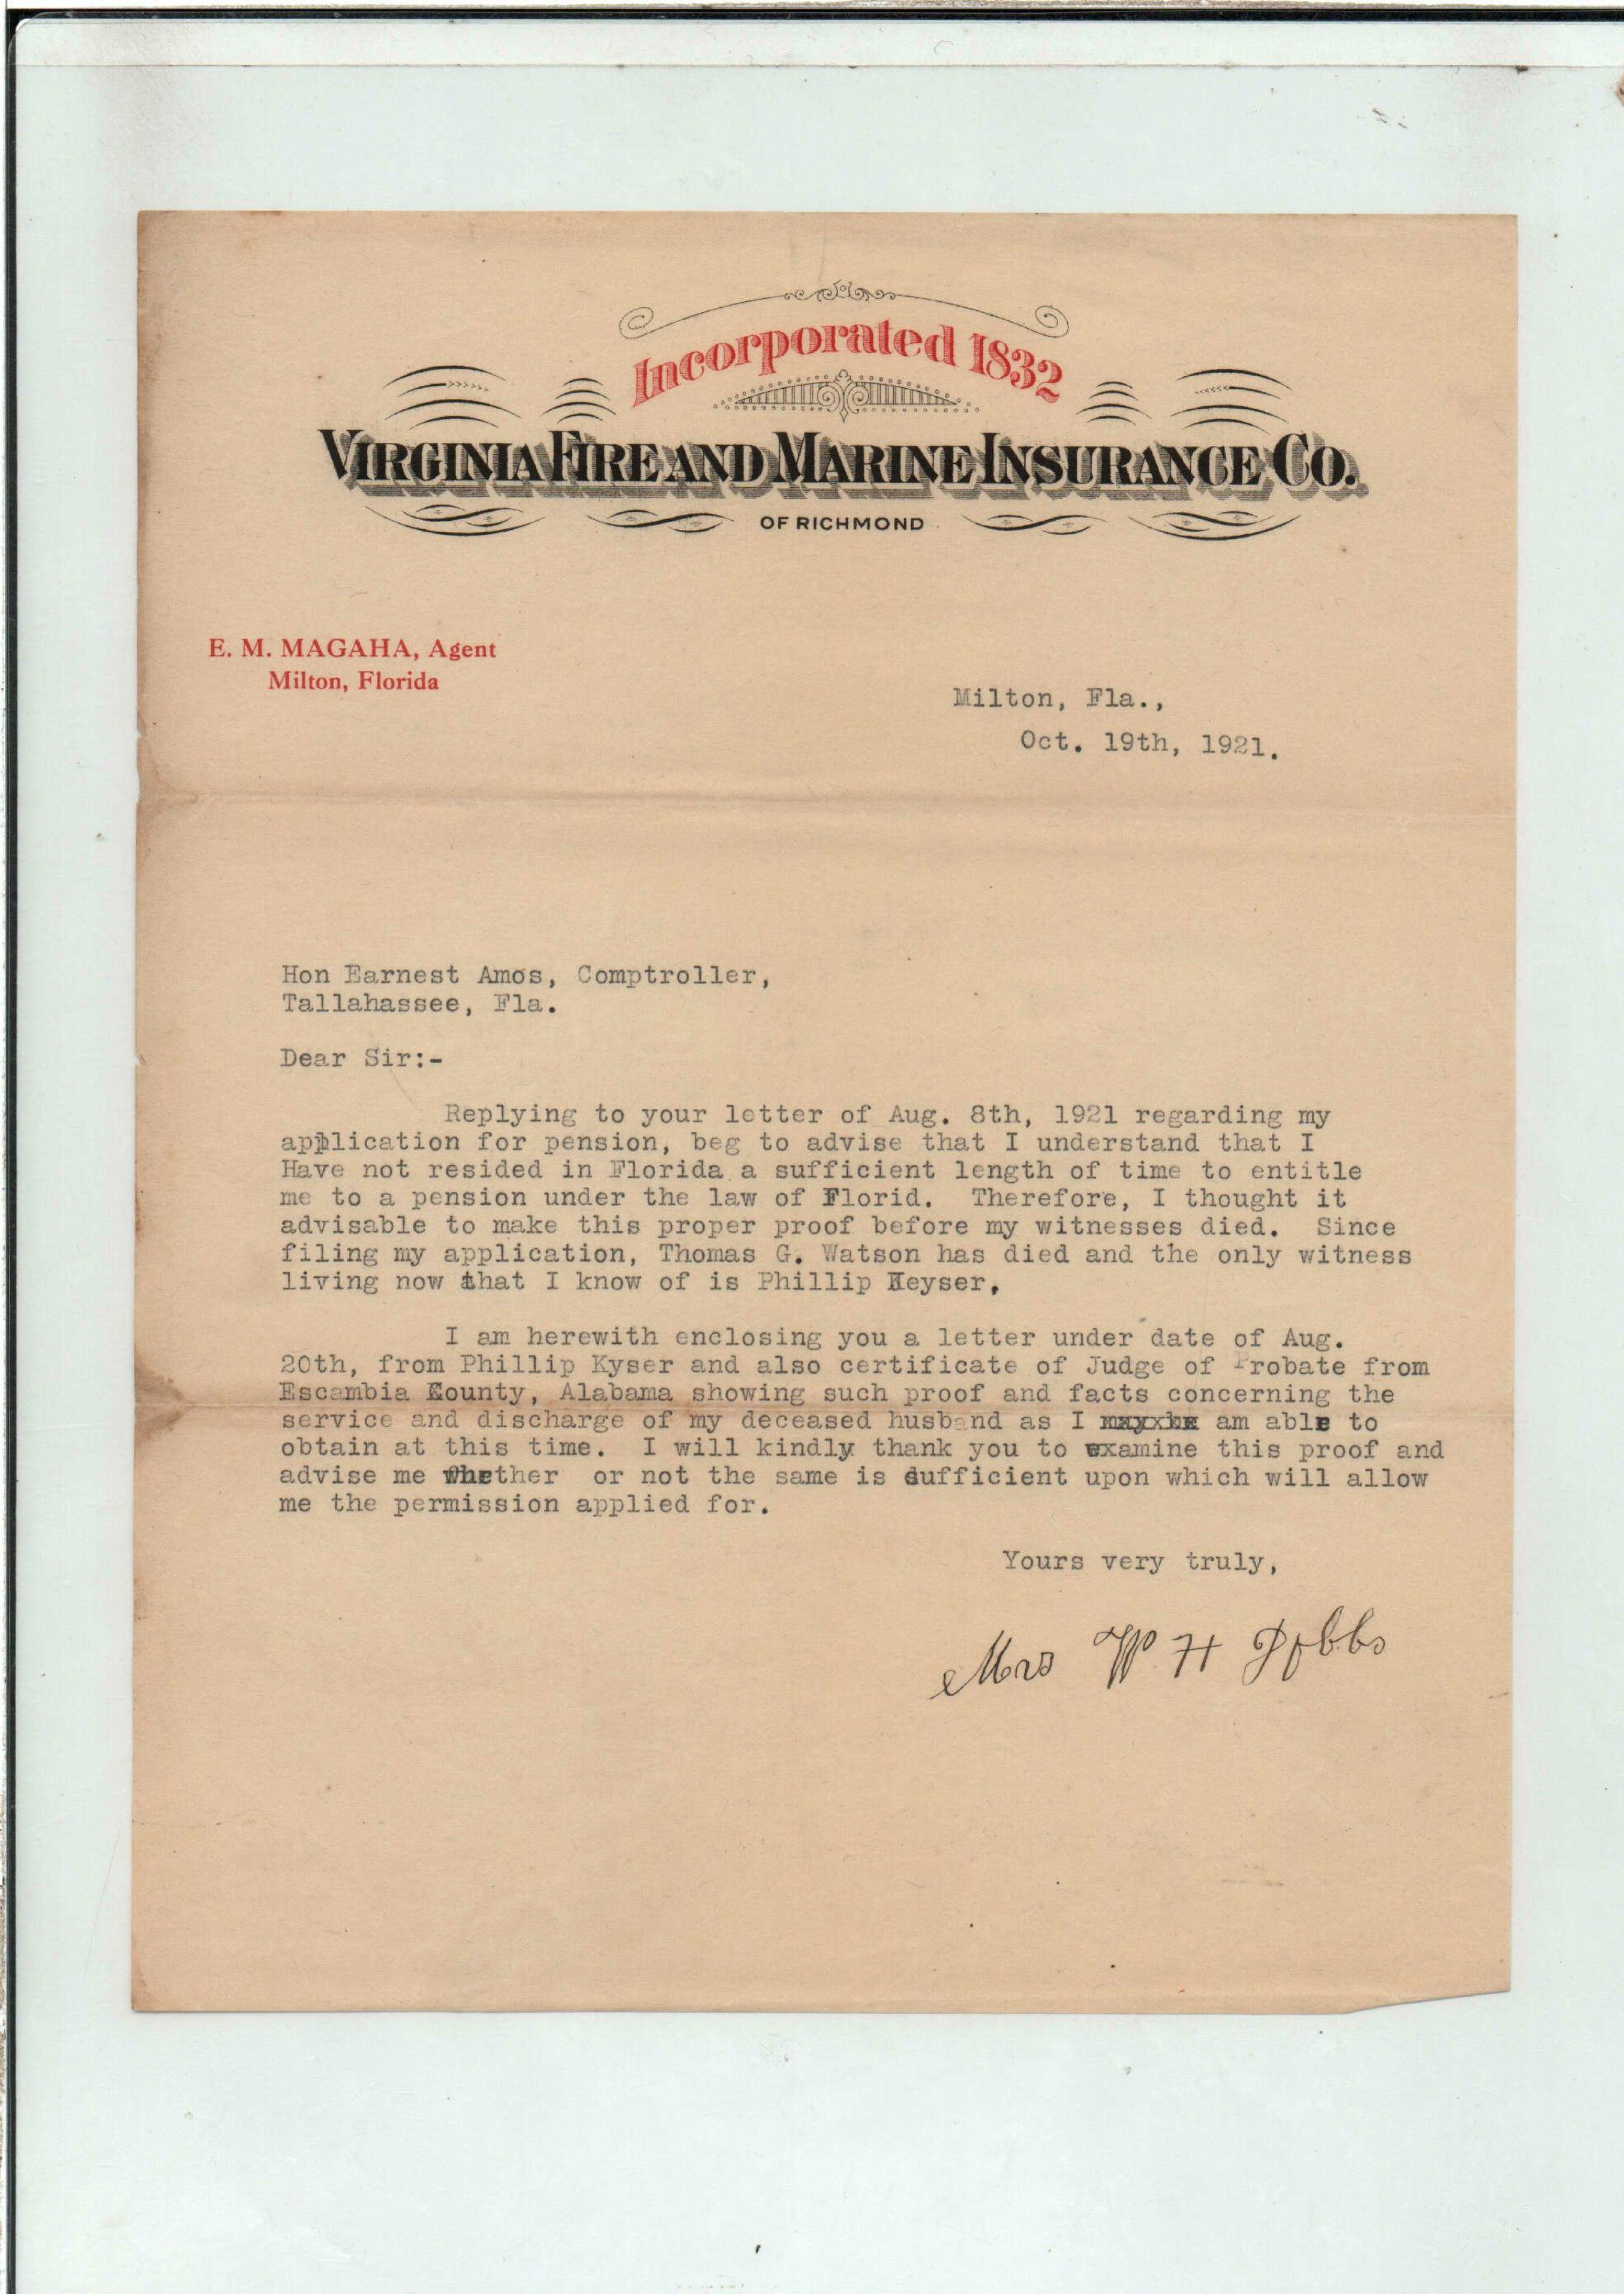 Incorporated 1832
VIRGINIA FIRE AND MARINE INSURANCE CO.
OF RICHMOND
E. M. MAGAHA, Agent
Milton, Florida
Milton, Fla.,
Oct. 19th, 1921.
Hon Earnest Amos, Comptroller,
Tallahassee, Fla.
Dear Sir:-
Replying to your letter of Aug. 8th, 1921 regarding my
application for pension, beg to advise that I understand that I
Have not resided in Florida a sufficient length of time to entitle
me to a pension under the law of Florid. Therefore, I thought it
advisable to make this proper proof before my witnesses died. Since
filing my application, Thomas G. Watson has died and the only witness
living now that I know of is Phillip Keyser.
I am herewith enclosing you a letter under date of Aug.
20th, from Phillip Kyser and also certificate of Judge of Probate from
Escambia County, Alabama showing such proof and facts concerning the
service and discharge of my deceased husband as I am able to
obtain at this time. I will kindly thank you to examine this proof and
advise me whether or not the same is sufficient upon which will allow
me the permission applied for.
Yours very truly,
Mrs W H Dobbs